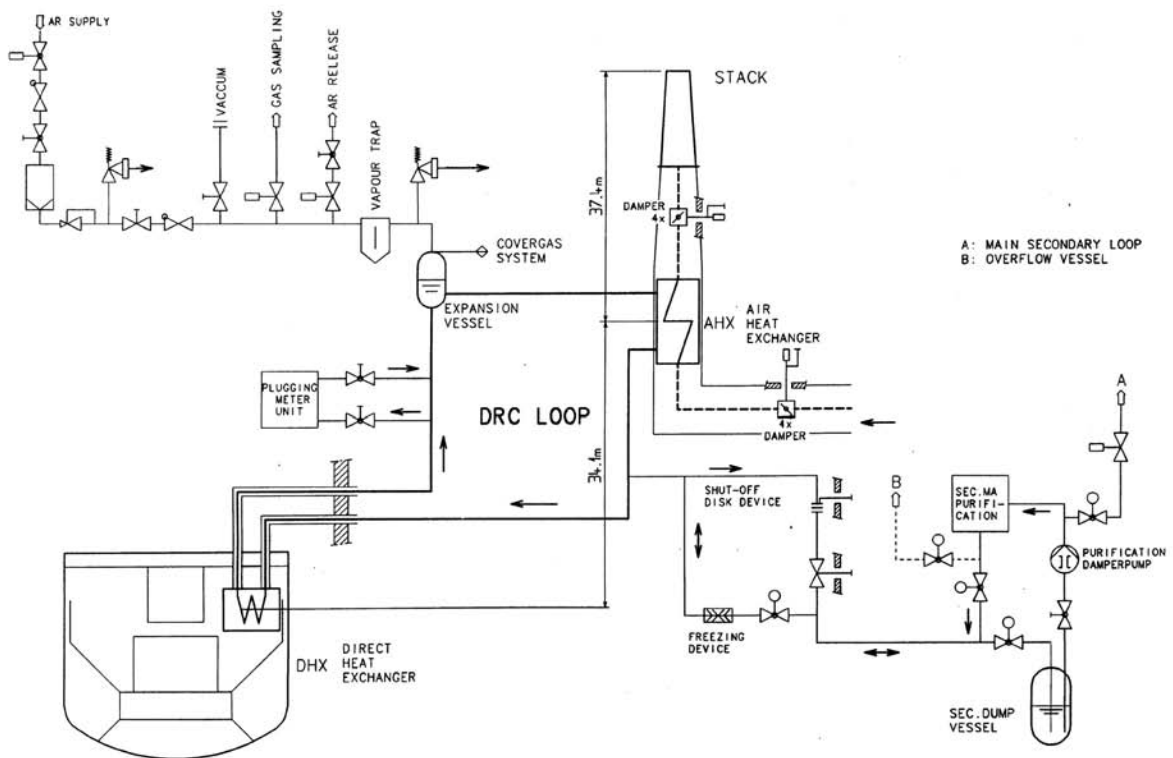 AR SUPPLY
VACCUM
GAS SAMPLING
AR RELEASE
VAPOUR TRAP
STACK
37.4m
DAMPER
4x
COVERGAS
SYSTEM
A: MAIN SECONDARY LOOP
B: OVERFLOW VESSEL
EXPANSION
VESSEL
AHX
AIR
HEAT
EXCHANGER
PLUGGING
METER
UNIT
DRC LOOP
4x
DAMPER
34.1m
A
B
SHUT-OFF
DISK DEVICE
SEC.MA
PURIFI-
CATION
PURIFICATION
DAMPERPUMP
FREEZING
DEVICE
DHX
DIRECT
HEAT
EXCHANGER
SEC.DUMP
VESSEL